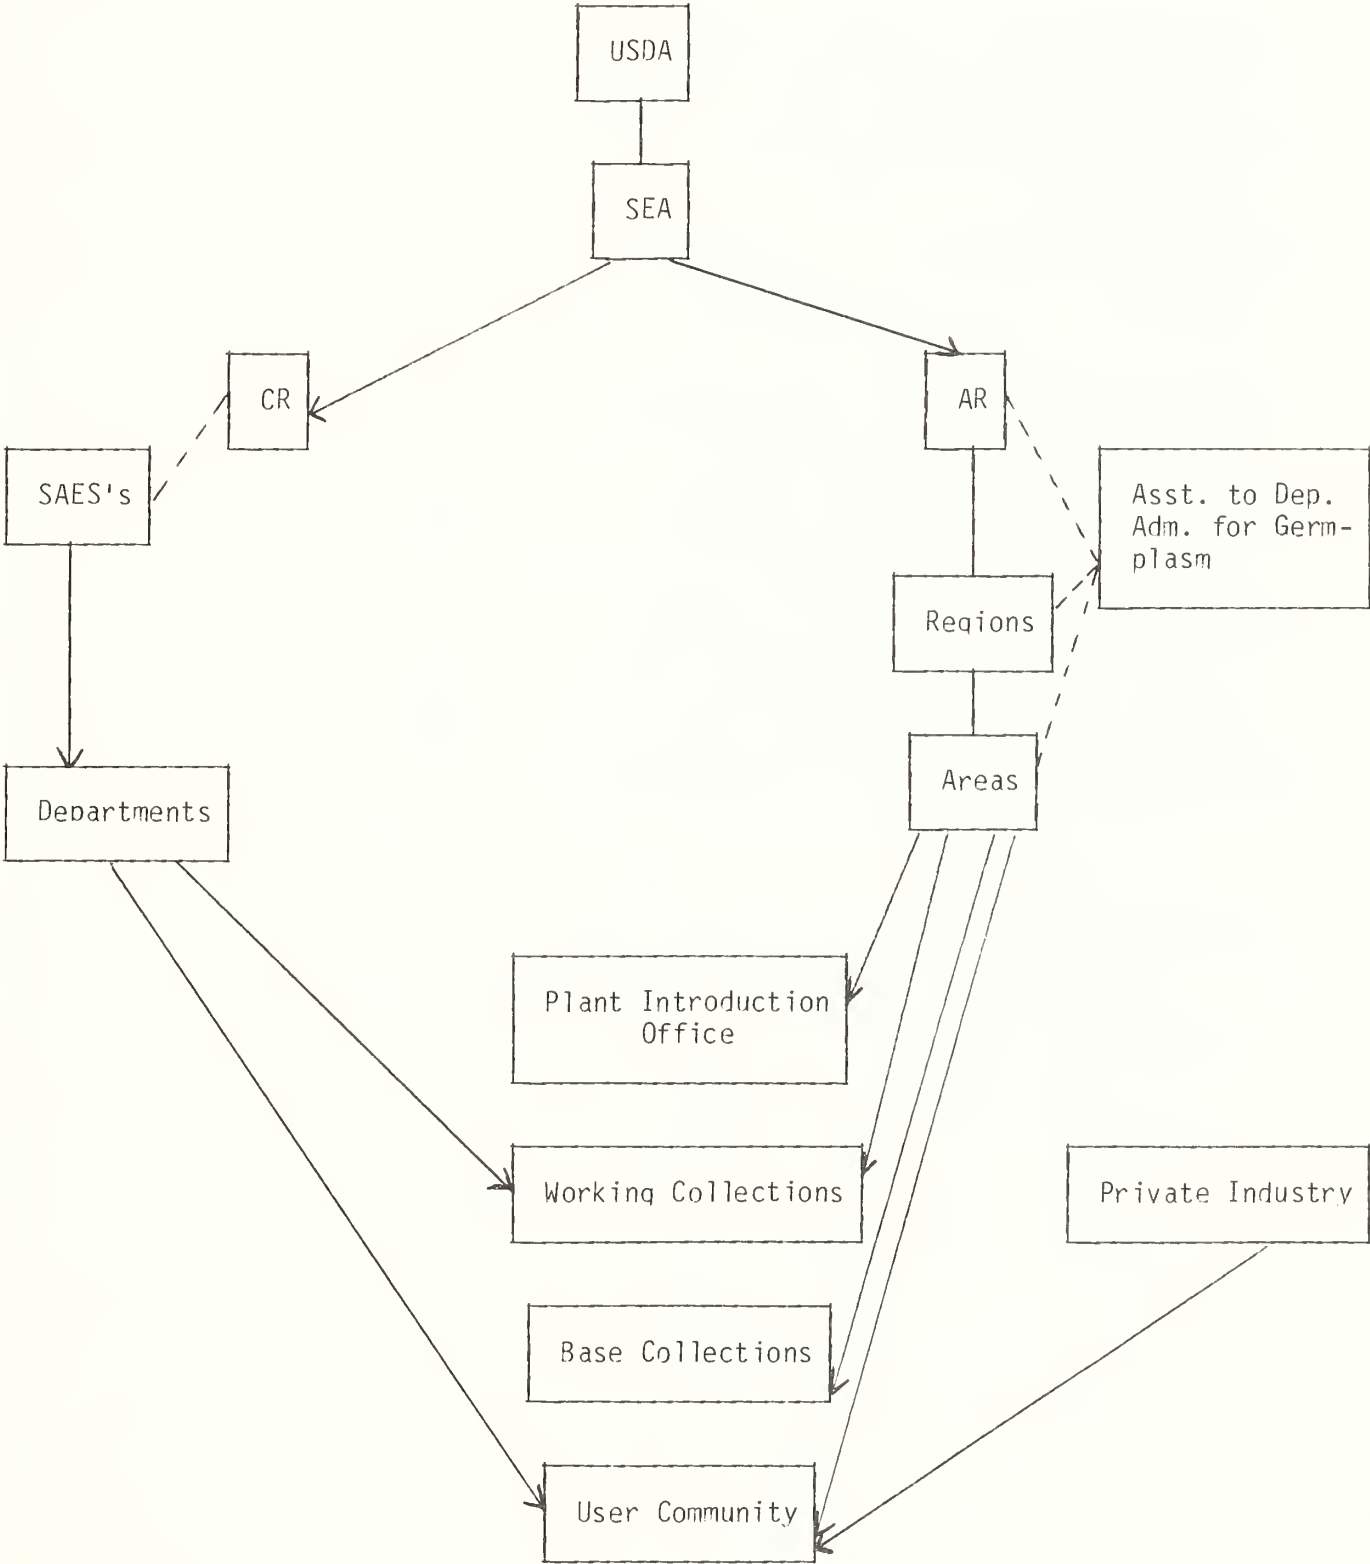 USDA
SEA
CR
AR
SAES's
Asst. to Dep.
Adm. for Germ-
plasm
Regions
Areas
Departments
Plant Introduction
Office
Working Collections
Private Industry
Base Collections
User Community